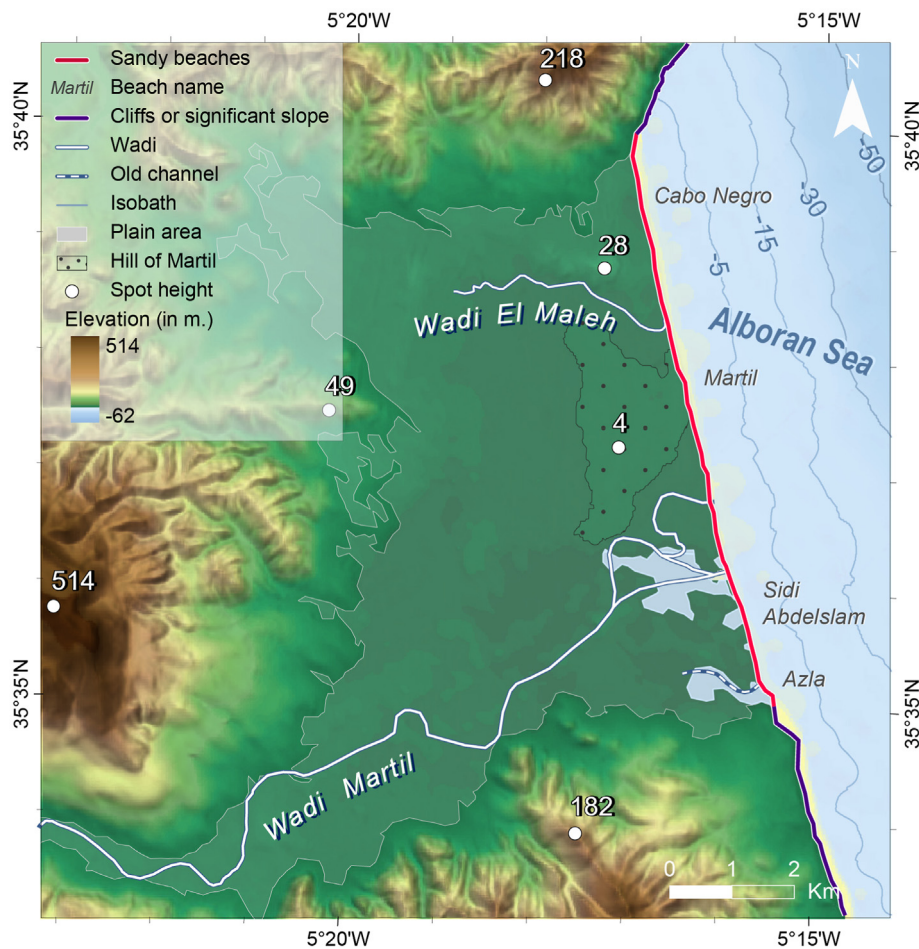 5°20'W
5°15'W
35°40'N
35°40'N
Sandy beaches
Martil
Beach name
Cliffs or significant slope
Wadi
Old channel
Isobath
Plain area
Hill of Martil
Spot height
Elevation (in m.)
514
-62
218
N
-50
-30
-15
-5
Cabo Negro
28
Wadi El Maleh
Alboran Sea
Martil
49
4
514
Sidi
Abdelslam
Azla
35°35'N
35°35'N
Wadi Martil
182
0 1 2
Km
5°20'W
5°15'W